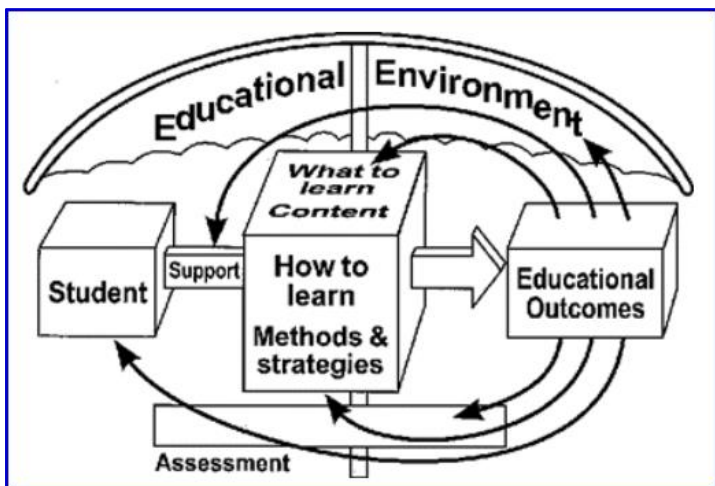 Educational Environment
What to
learn
Content
Student
Support
How to
learn
Methods &
strategies
Educational
Outcomes
Assessment